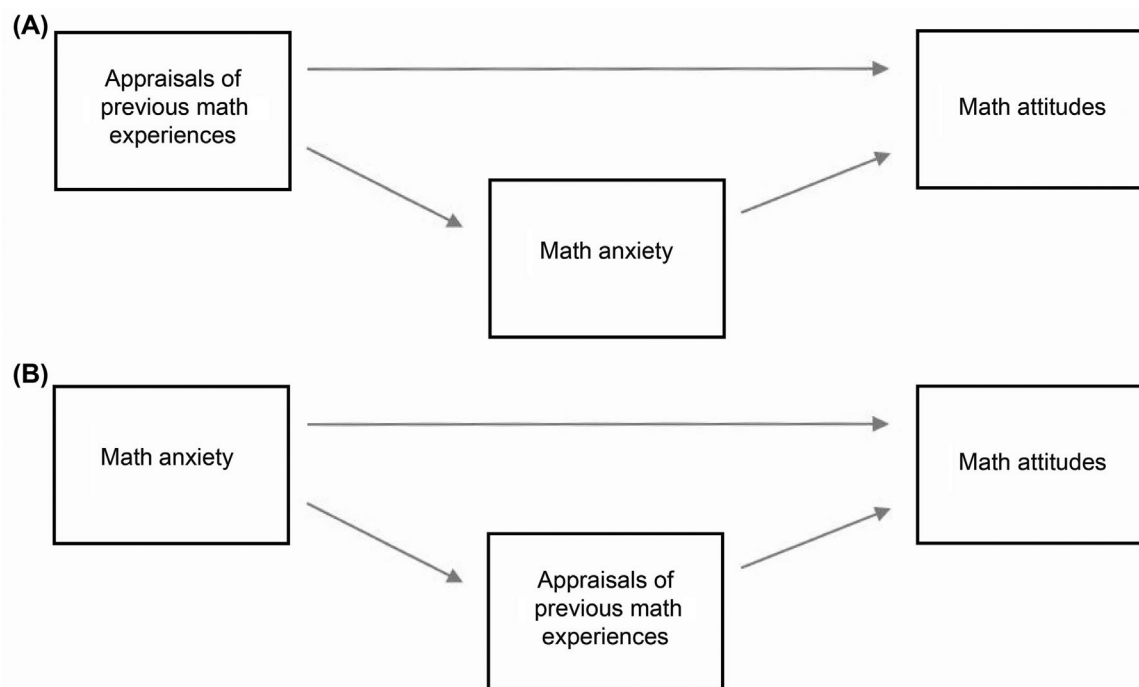 (A)
Appraisals of
previous math
experiences
Math attitudes
Math anxiety
(B)
Math anxiety
Math attitudes
Appraisals of
previous math
experiences